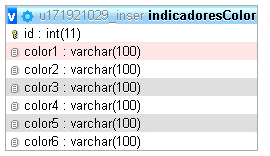 v u171921029_inser indicadoresColor
id : int(11)
color1 : varchar(100)
color2 : varchar(100)
color3 : varchar(100)
color4 : varchar(100)
color5 : varchar(100)
color6 : varchar(100)